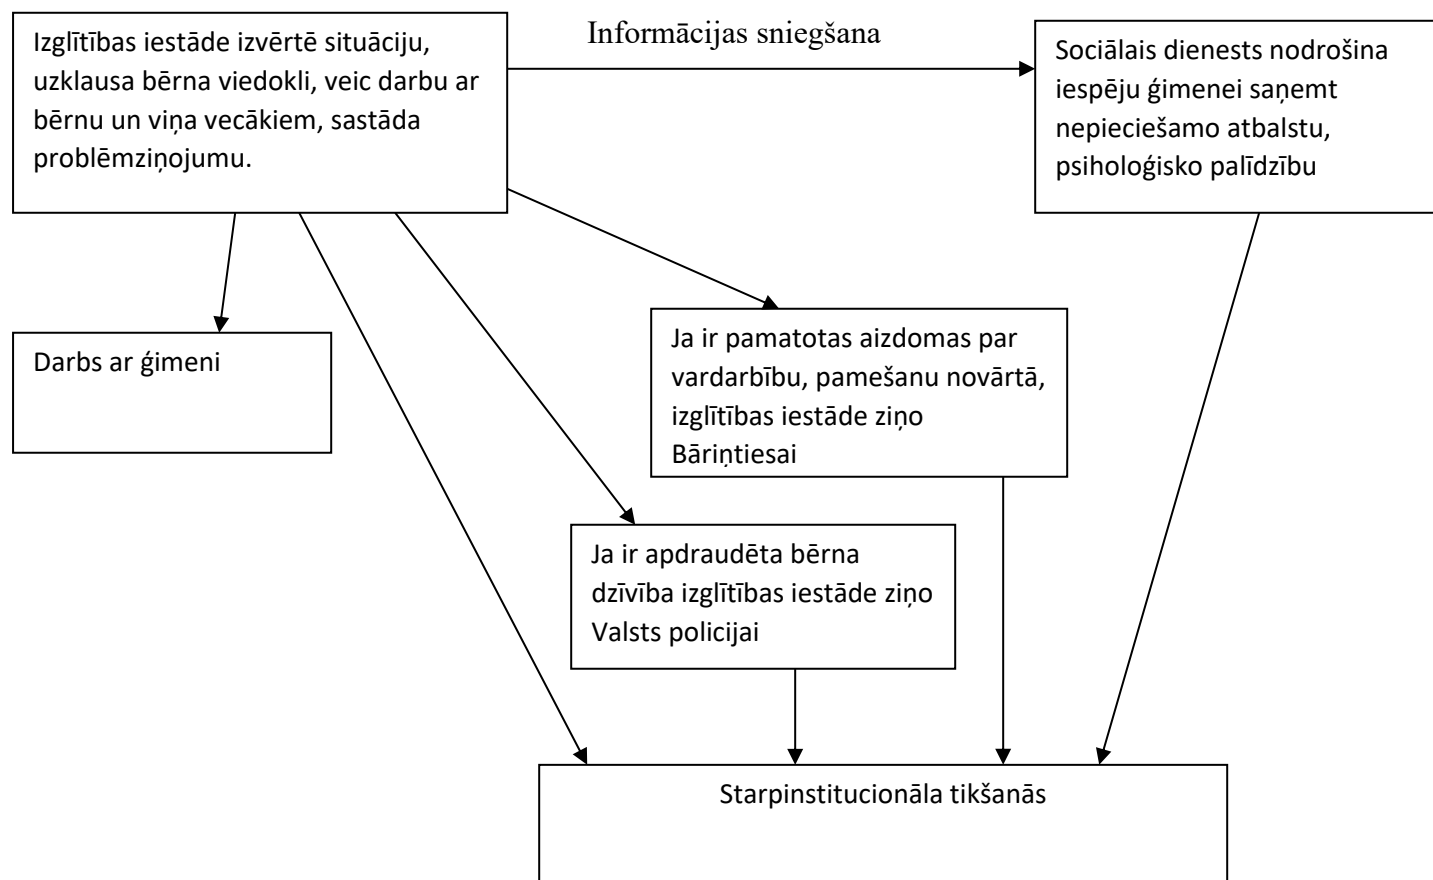 Izglītības iestāde izvērtē situāciju,
uzklausa bērna viedokli, veic darbu ar
bērnu un viņa vecākiem, sastāda
problēmziņojumu.
Informācijas sniegšana
Sociālais dienests nodrošina
iespēju ģimenei saņemt
nepieciešamo atbalstu,
psiholoģisko palīdzību
Darbs ar ģimeni
Ja ir pamatotas aizdomas par
vardarbību, pamešanu novārtā,
izglītības iestāde ziņo
Bāriņtiesai
Ja ir apdraudēta bērna
dzīvība izglītības iestāde ziņo
Valsts policijai
Starpinstitucionāla tikšanās